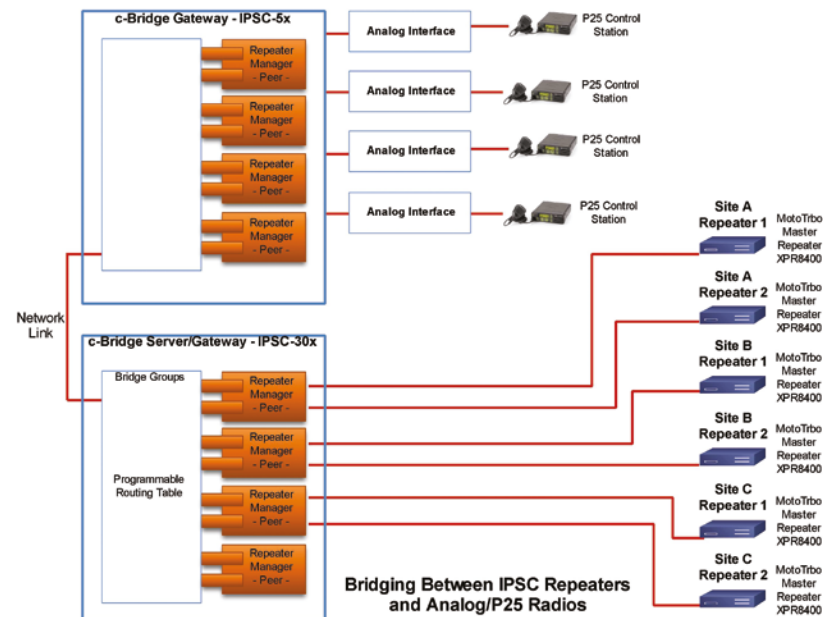 c-Bridge Gateway - IPSC-5x
Repeater
Manager
- Peer -
Repeater
Manager
- Peer -
Repeater
Manager
- Peer -
Repeater
Manager
- Peer -
Analog Interface
P25 Control
Station
Analog Interface
P25 Control
Station
Analog Interface
P25 Control
Station
Analog Interface
P25 Control
Station
Network
Link
c-Bridge Server/Gateway - IPSC-30x
Bridge Groups
Programmable
Routing Table
Repeater
Manager
- Peer -
Repeater
Manager
- Peer -
Repeater
Manager
- Peer -
Repeater
Manager
- Peer -
Site A
Repeater 1
MotoTrbo
Master
Repeater
XPR8400
Site A
Repeater 2
MotoTrbo
Master
Repeater
XPR8400
Site B
Repeater 1
MotoTrbo
Master
Repeater
XPR8400
Site B
Repeater 2
MotoTrbo
Master
Repeater
XPR8400
Site C
Repeater 1
MotoTrbo
Master
Repeater
XPR8400
Site C
Repeater 2
MotoTrbo
Master
Repeater
XPR8400
Bridging Between IPSC Repeaters
and Analog/P25 Radios